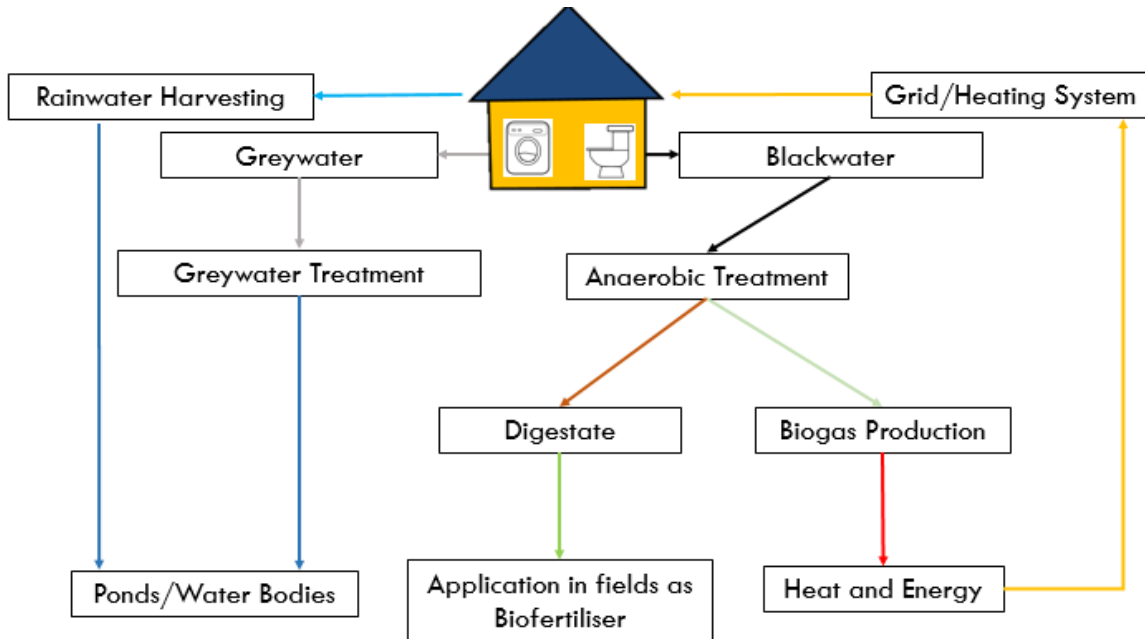 Rainwater Harvesting
Grid/Heating System
Greywater
Blackwater
Greywater Treatment
Anaerobic Treatment
Digestate
Biogas Production
Ponds/Water Bodies
Application in fields as
Biofertiliser
Heat and Energy